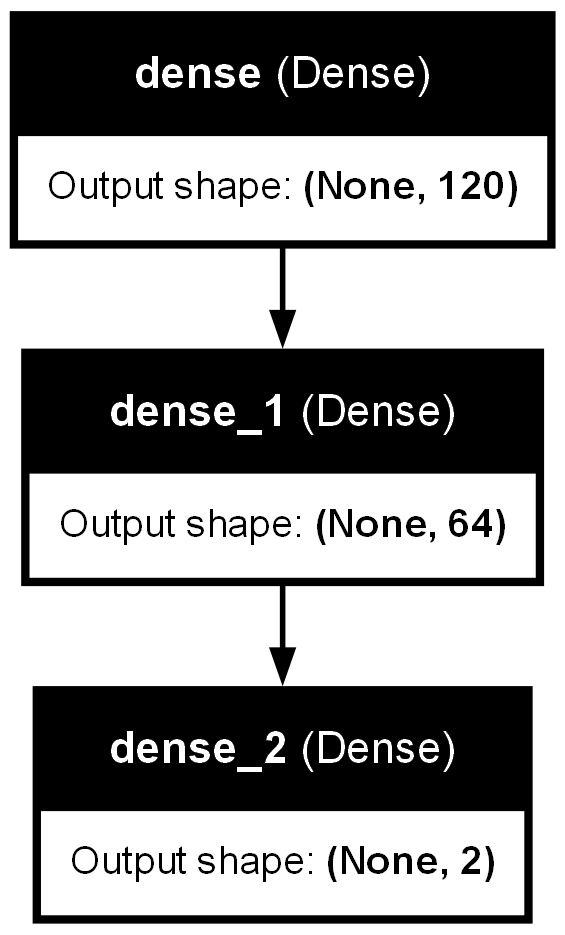 dense (Dense)
Output shape: (None, 120)
dense_1 (Dense)
Output shape: (None, 64)
dense_2 (Dense)
Output shape: (None, 2)